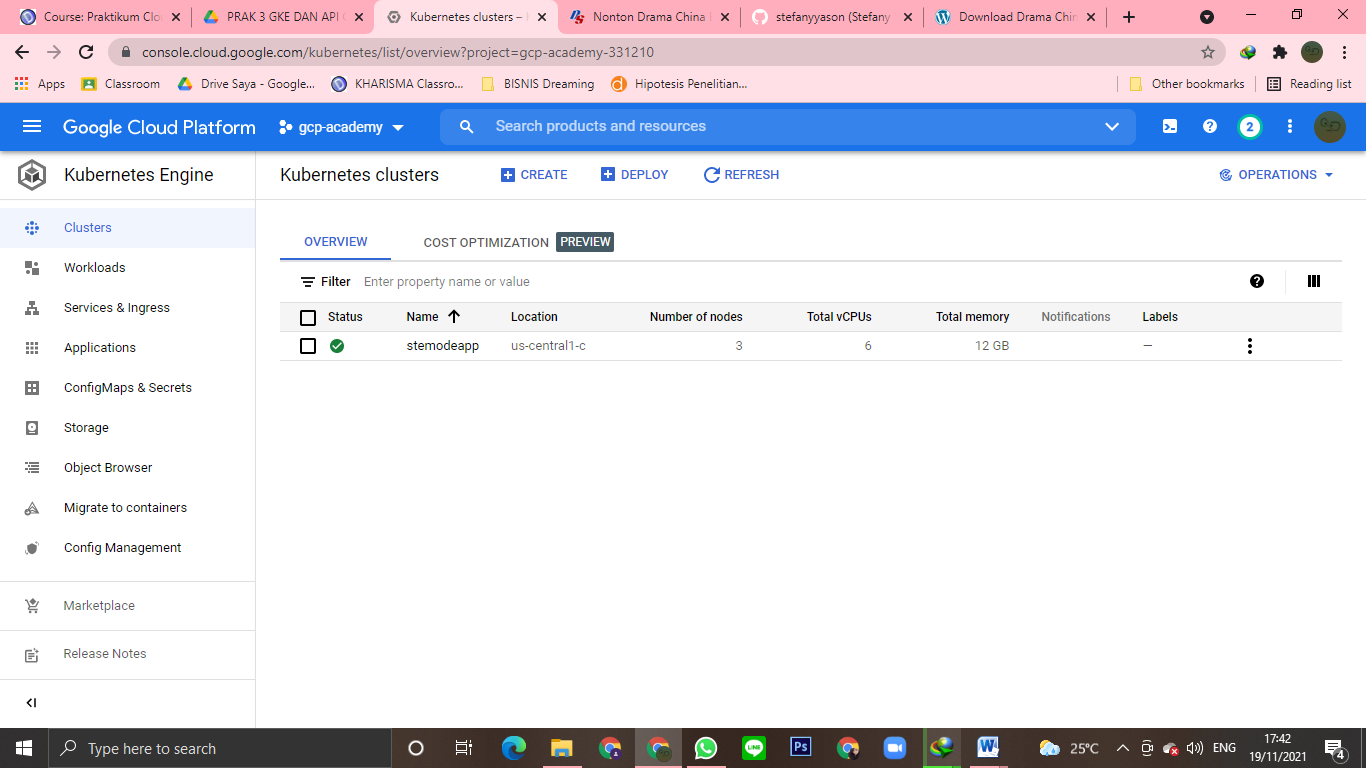 Course: Praktikum Clo
PRAK 3 GKE DAN API
Kubernetes clusters –
Nonton Drama China
stefanyyason (Stefany
Download Drama Chin
console.cloud.google.com/kubernetes/list/overview?project=gcp-academy-331210
Apps Classroom Drive Saya - Google... KHARISMA Classro... BISNIS Dreaming Hipotesis Penelitian... Other bookmarks Reading list
Google Cloud Platform gcp-academy Search products and resources 2
Kubernetes Engine
Clusters
Workloads
Services & Ingress
Applications
ConfigMaps & Secrets
Storage
Object Browser
Migrate to containers
Config Management
Marketplace
Release Notes
Kubernetes clusters CREATE DEPLOY REFRESH OPERATIONS
OVERVIEW COST OPTIMIZATION PREVIEW
Filter Enter property name or value
Status Name Location Number of nodes Total vCPUs Total memory Notifications Labels
stemodeapp us-central1-c 3 6 12 GB —
Type here to search
25°C ENG
17:42
19/11/2021
4